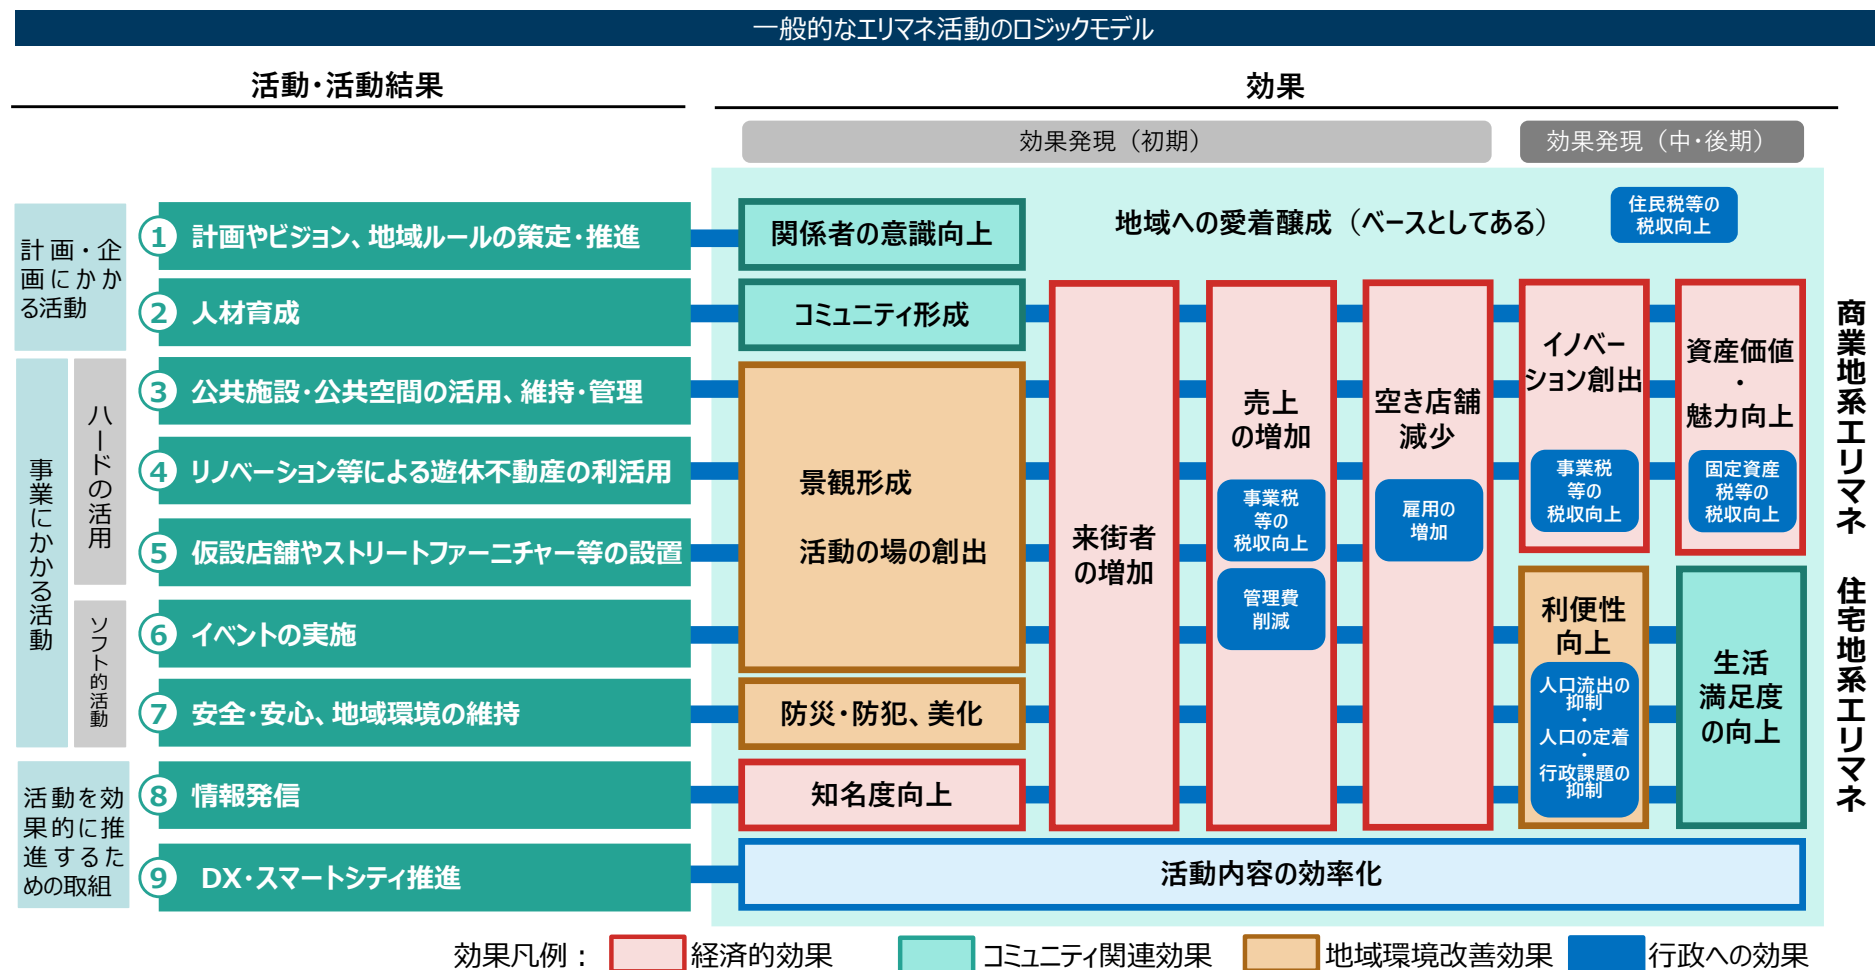 一般的なエリマネ活動のロジックモデル
活動・活動結果
効果
効果発現（初期）
効果発現（中・後期）
計画・企
画にかか
る活動
① 計画やビジョン、地域ルールの策定・推進
② 人材育成
事業にかかる活動
ハードの活用
③ 公共施設・公共空間の活用、維持・管理
④ リノベーション等による遊休不動産の利活用
⑤ 仮設店舗やストリートファーニチャー等の設置
ソフト的活動
⑥ イベントの実施
⑦ 安全・安心、地域環境の維持
活動を効
果的に推
進するた
めの取組
⑧ 情報発信
⑨ DX・スマートシティ推進
関係者の意識向上
地域への愛着醸成（ベースとしてある）
住民税等の
税収向上
コミュニティ形成
景観形成
活動の場の創出
防災・防犯、美化
知名度向上
来街者
の増加
売上
の増加
事業税
等の
税収向上
管理費
削減
空き店舗
減少
雇用の
増加
イノベー
ション創出
事業税
等の
税収向上
資産価値
・
魅力向上
固定資産
税等の
税収向上
利便性
向上
人口流出の
抑制
・
人口の定着
・
行政課題の
抑制
生活
満足度
の向上
活動内容の効率化
商業地系エリマネ
住宅地系エリマネ
効果凡例：
経済的効果
コミュニティ関連効果
地域環境改善効果
行政への効果